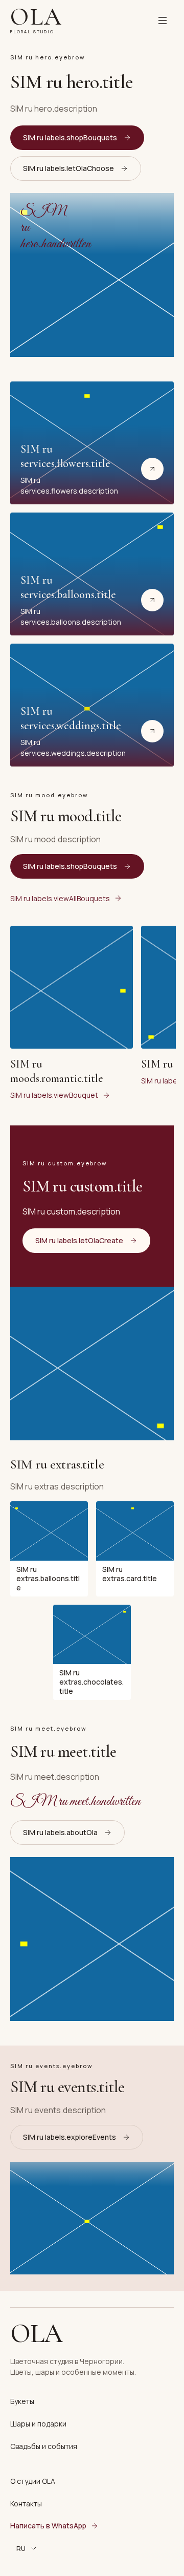 OLA
FLORAL STUDIO
SIM ru hero.eyebrow
SIM ru hero.title
SIM ru hero.description
SIM ru labels.shopBouquets
SIM ru labels.letOlaChoose
SIM
ru
hero.handwritten
SIM ru
services.flowers.title
SIM ru
services.flowers.description
SIM ru
services.balloons.title
SIM ru
services.balloons.description
SIM ru
services.weddings.title
SIM ru
services.weddings.description
SIM ru mood.eyebrow
SIM ru mood.title
SIM ru mood.description
SIM ru labels.shopBouquets
SIM ru labels.viewAllBouquets
SIM ru
moods.romantic.title
SIM ru labels.viewBouquet
SIM ru
SIM ru labe
SIM ru custom.eyebrow
SIM ru custom.title
SIM ru custom.description
SIM ru labels.letOlaCreate
SIM ru extras.title
SIM ru extras.description
SIM ru
extras.balloons.titl
e
SIM ru
extras.card.title
SIM ru
extras.chocolates.
title
SIM ru meet.eyebrow
SIM ru meet.title
SIM ru meet.description
SIM ru meet.handwritten
SIM ru labels.aboutOla
SIM ru events.eyebrow
SIM ru events.title
SIM ru events.description
SIM ru labels.exploreEvents
OLA
Цветочная студия в Черногории.
Цветы, шары и особенные моменты.
Букеты
Шары и подарки
Свадьбы и события
О студии OLA
Контакты
Написать в WhatsApp
RU